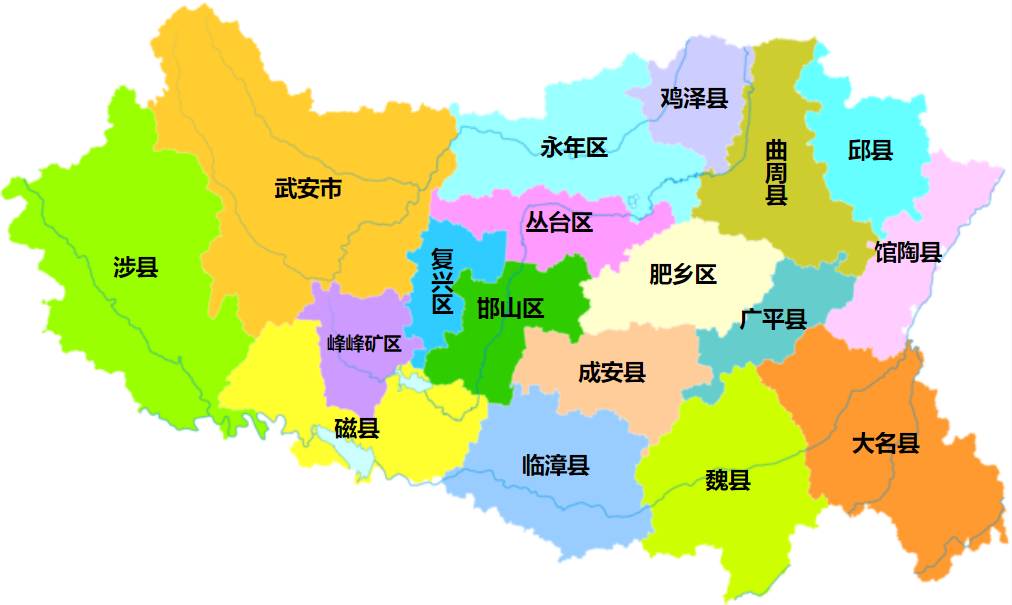 鸡泽县
永年区
曲周县
邱县
武安市
丛台区
馆陶县
涉县
复兴区
肥乡区
邯山区
广平县
峰峰矿区
成安县
磁县
大名县
临漳县
魏县